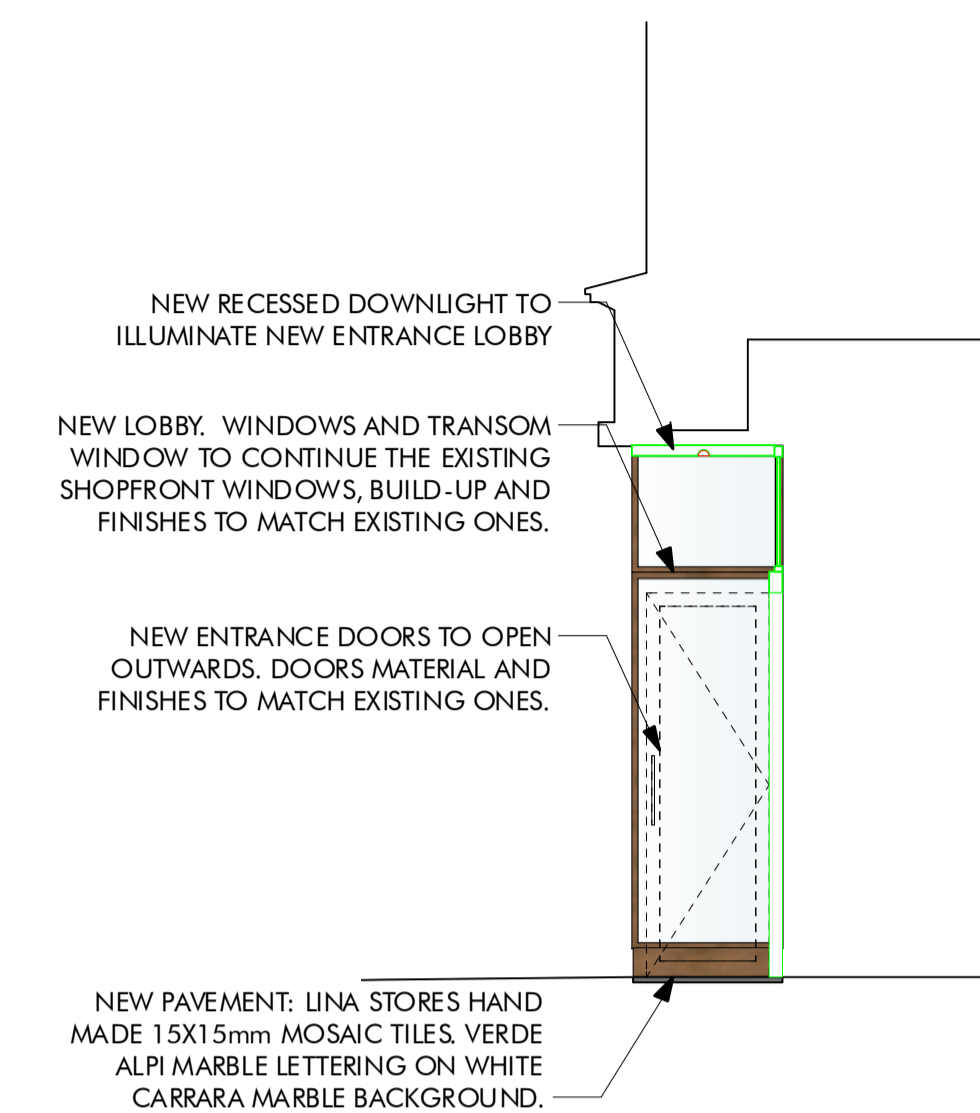 NEW RECESSED DOWNLIGHT TO
ILLUMINATE NEW ENTRANCE LOBBY
NEW LOBBY. WINDOWS AND TRANSOM
WINDOW TO CONTINUE THE EXISTING
SHOPFRONT WINDOWS, BUILD-UP AND
FINISHES TO MATCH EXISTING ONES.
NEW ENTRANCE DOORS TO OPEN
OUTWARDS. DOORS MATERIAL AND
FINISHES TO MATCH EXISTING ONES.
NEW PAVEMENT: LINA STORES HAND
MADE 15X15mm MOSAIC TILES. VERDE
ALPI MARBLE LETTERING ON WHITE
CARRARA MARBLE BACKGROUND.